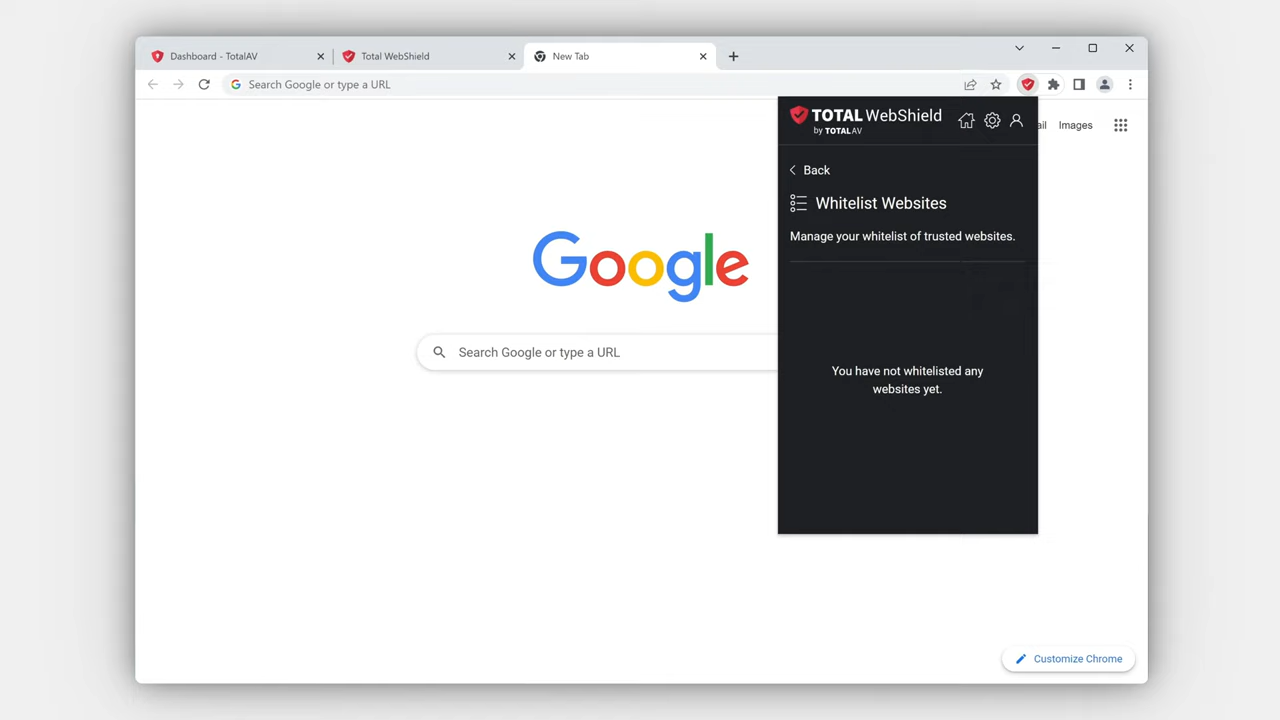 Dashboard - TotalAV
Total WebShield
New Tab
Search Google or type a URL
TOTAL WebShield
by TOTAL AV
ail
Images
Back
Whitelist Websites
Manage your whitelist of trusted websites.
Google
Search Google or type a URL
You have not whitelisted any
websites yet.
Customize Chrome